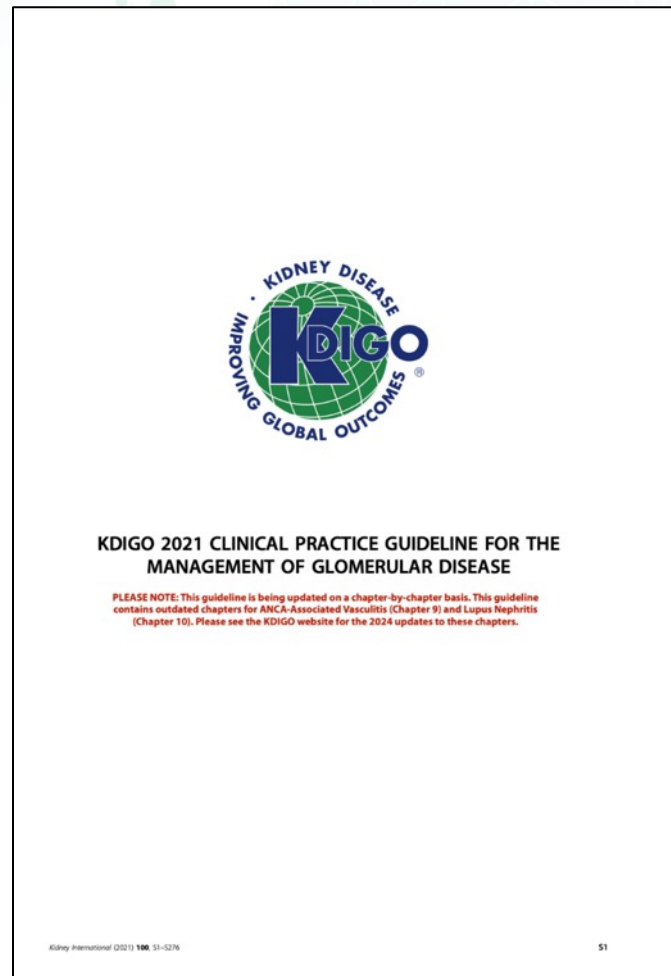 KIDNEY DISEASE
IMPROVING GLOBAL OUTCOMES
KDIGO
®
KDIGO 2021 CLINICAL PRACTICE GUIDELINE FOR THE
MANAGEMENT OF GLOMERULAR DISEASE
PLEASE NOTE: This guideline is being updated on a chapter-by-chapter basis. This guideline
contains outdated chapters for ANCA-Associated Vasculitis (Chapter 9) and Lupus Nephritis
(Chapter 10). Please see the KDIGO website for the 2024 updates to these chapters.
Kidney International (2021) 100, S1–S276
S1